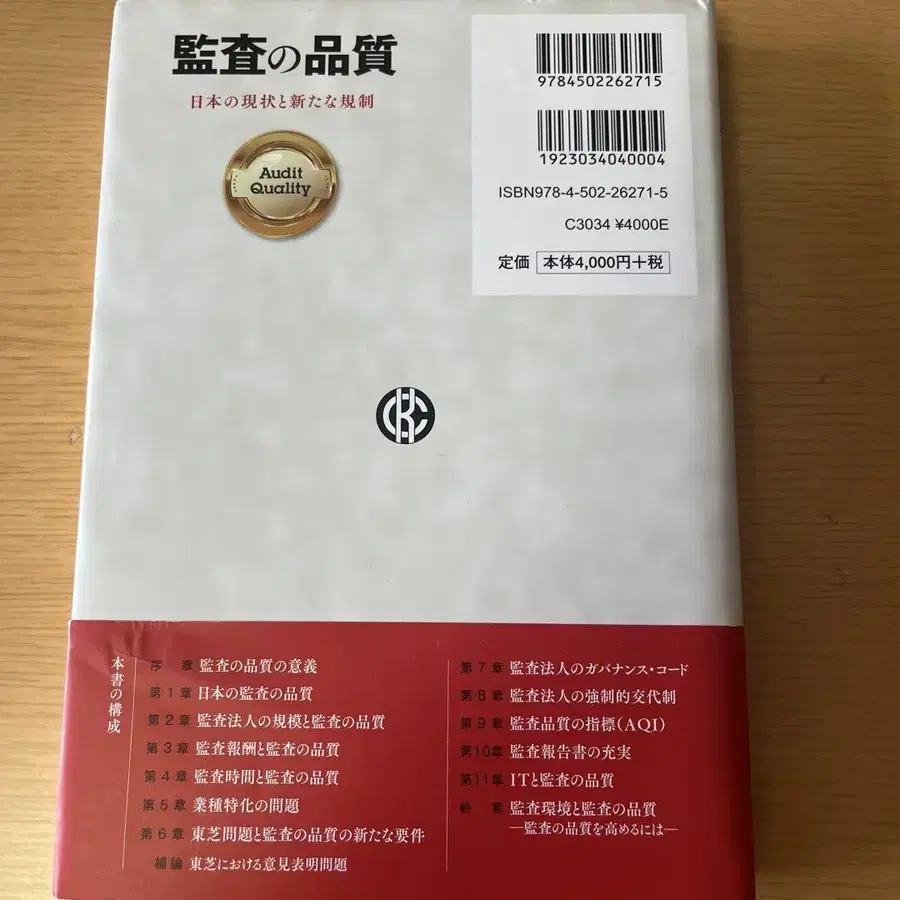 監査の品質
日本の現状と新たな規制
Audit
Quality
9784502262715
1923034040004
ISBN978-4-502-26271-5
C3034 ¥4000E
定価 本体4,000円+税
本書の構成
序 章 監査の品質の意義
第1章 日本の監査の品質
第2章 監査法人の規模と監査の品質
第3章 監査報酬と監査の品質
第4章 監査時間と監査の品質
第5章 業種特化の問題
第6章 東芝問題と監査の品質の新たな要件
補論 東芝における意見表明問題
第7章 監査法人のガバナンス・コード
第8章 監査法人の強制的交代制
第9章 監査品質の指標(AQI)
第10章 監査報告書の充実
第11章 ITと監査の品質
終 章 監査環境と監査の品質
―監査の品質を高めるには―